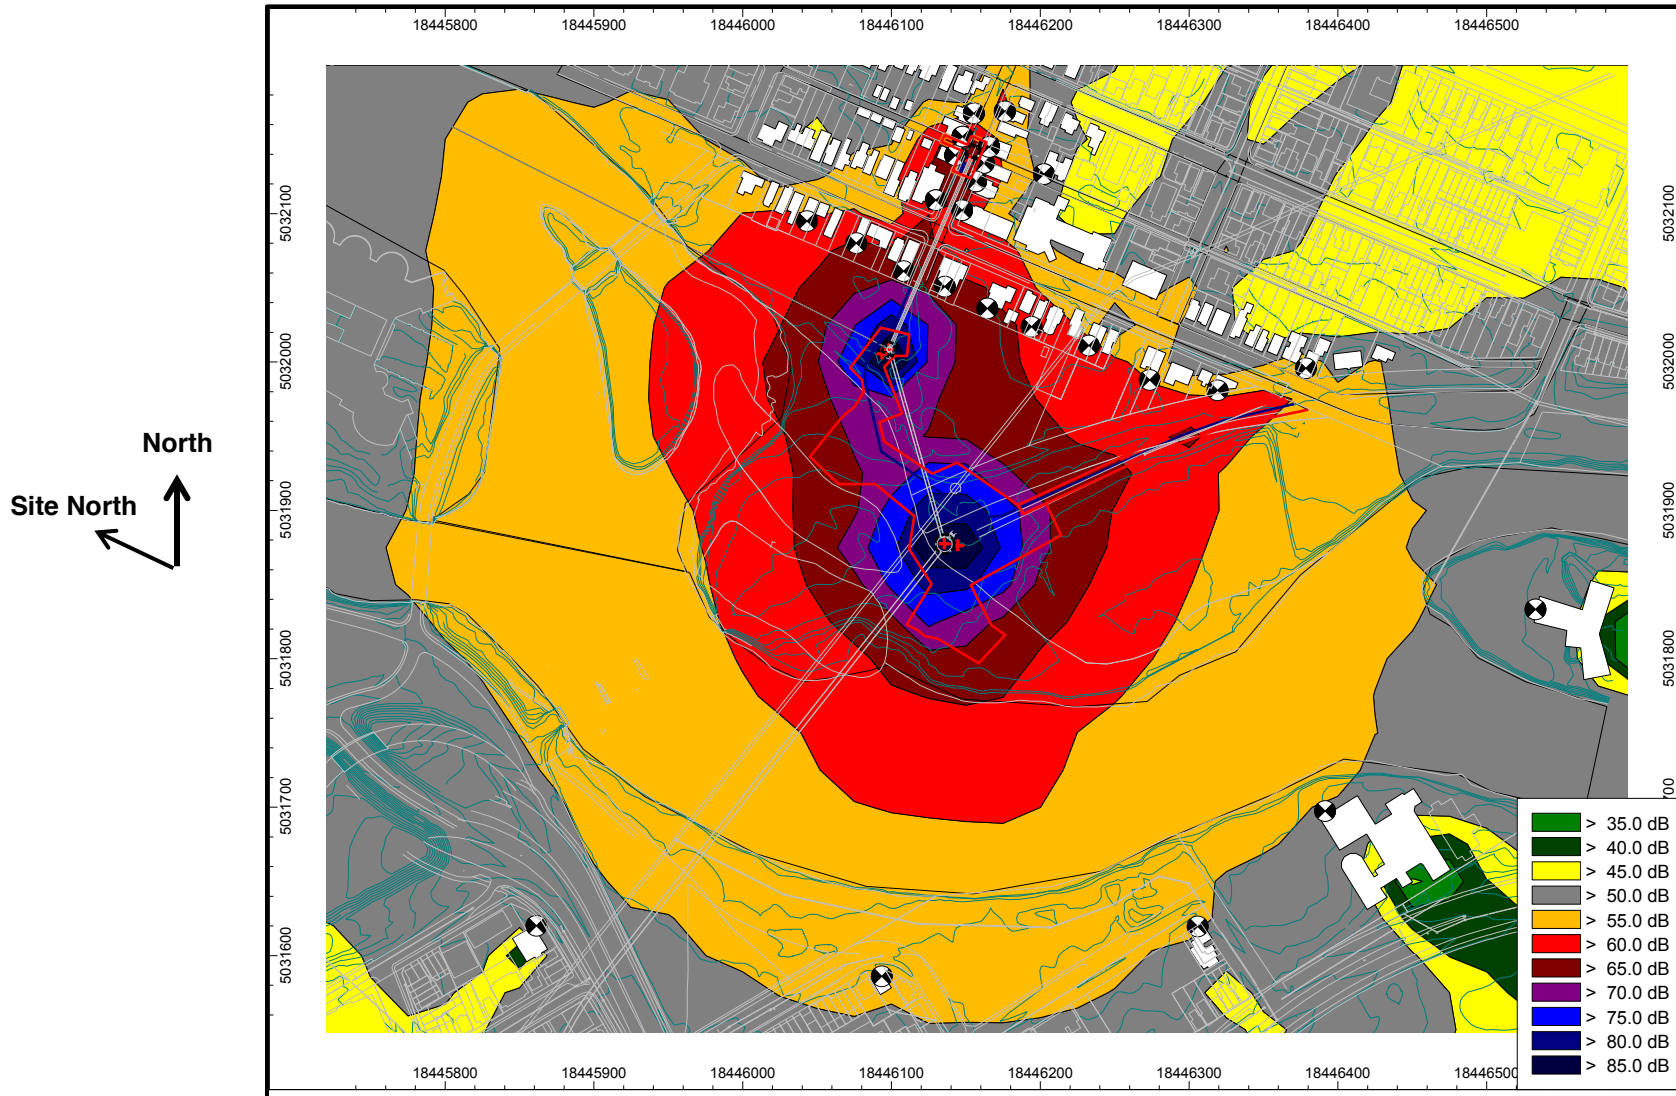 18445800 18445900 18446000 18446100 18446200 18446300 18446400 18446500
5032100 5032100
5032000 5032000
North
Site North
5031900 5031900
5031800 5031800
5031700 700
5031600
> 35.0 dB
> 40.0 dB
> 45.0 dB
> 50.0 dB
> 55.0 dB
> 60.0 dB
> 65.0 dB
> 70.0 dB
> 75.0 dB
> 80.0 dB
> 85.0 dB
18445800 18445900 18446000 18446100 18446200 18446300 18446400 18446500